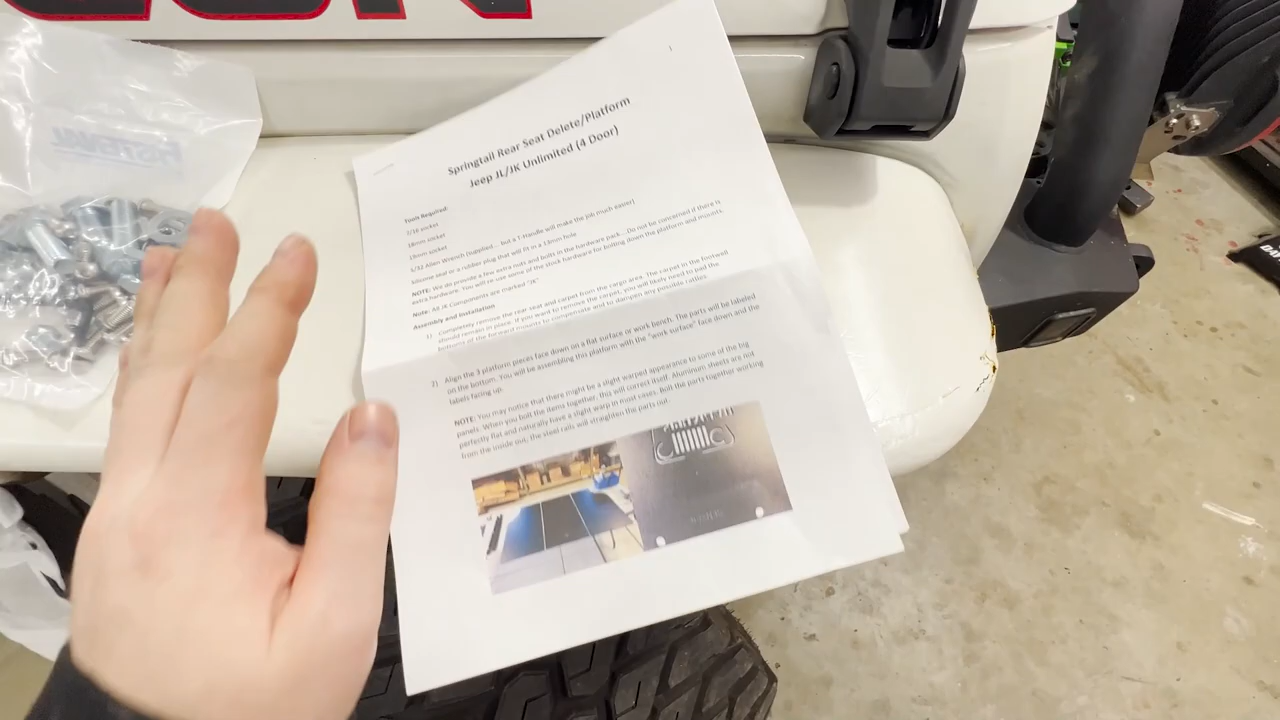 CON
FASTENAL
Springtail Rear Seat Delete/Platform
Jeep JL/JK Unlimited (4 Door)
Tools Required:
7/16 socket
18mm socket
13mm socket
5/32 Allen Wrench (Supplied... but a T-Handle will make the job much easier)
Silicone seal or a rubber plug that will fit in a 13mm hole
NOTE: We do provide a few extra nuts and bolts in the hardware pack...Do not be concerned if there is
extra hardware. You will re use some of the stock hardware for bolting down the platform and mounts.
Note: All JK Components are marked "JK"
Assembly and Installation
1) Completely remove the rear seat and carpet from the cargo area. The carpet in the footwell
should remain in place. If you want to remove the carpet, you will likely need to pad the
bottoms of the forward mounts to compensate and to dampen any possible rattles.
2) Align the 3 platform pieces face down on a flat surface or work bench. The parts will be labeled
on the bottom. You will be assembling this platform with the "work surface" face down and the
labels facing up.
NOTE: You may notice that there might be a slight warped appearance to some of the big
panels. When you bolt the items together, this will correct itself. Aluminum sheets are not
perfectly flat and naturally have a slight warp in most cases. Bolt the parts together working
from the inside out, the steel rails will straighten the parts out.